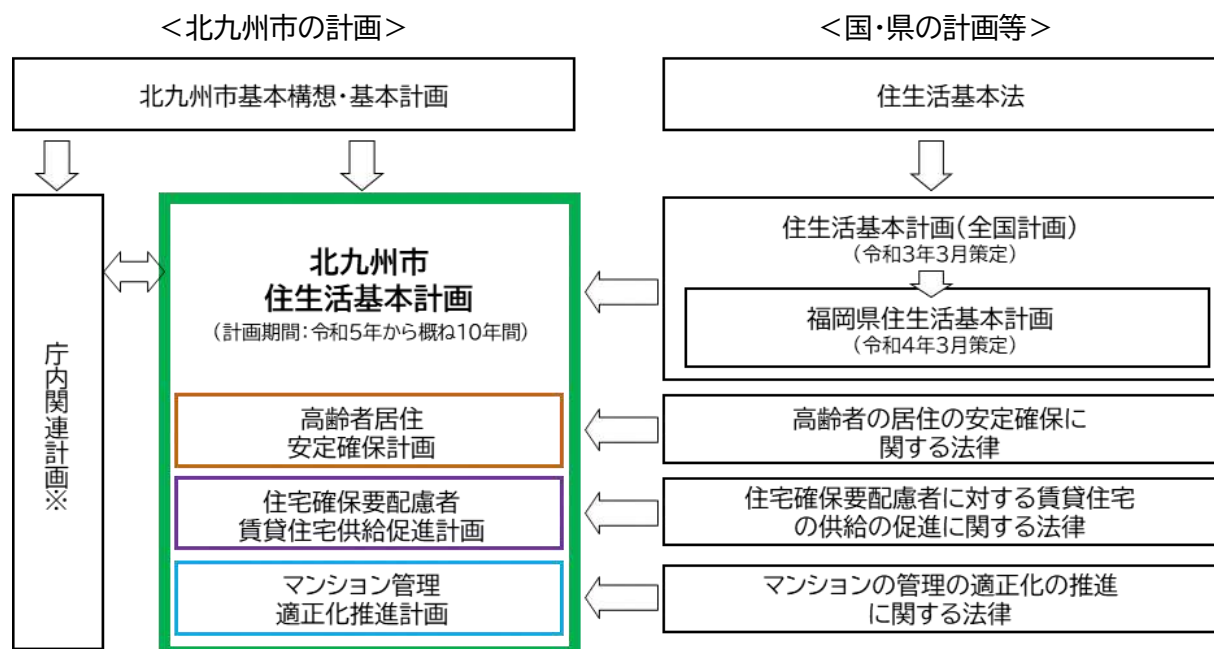 ＜北九州市の計画＞
＜国・県の計画等＞
北九州市基本構想・基本計画
住生活基本法
庁内関連計画※
北九州市
住生活基本計画
（計画期間：令和5年から概ね10年間）
住生活基本計画（全国計画）
（令和3年3月策定）
福岡県住生活基本計画
（令和4年3月策定）
高齢者居住
安定確保計画
高齢者の居住の安定確保に
関する法律
住宅確保要配慮者
賃貸住宅供給促進計画
住宅確保要配慮者に対する賃貸住宅
の供給の促進に関する法律
マンション管理
適正化推進計画
マンションの管理の適正化の推進
に関する法律